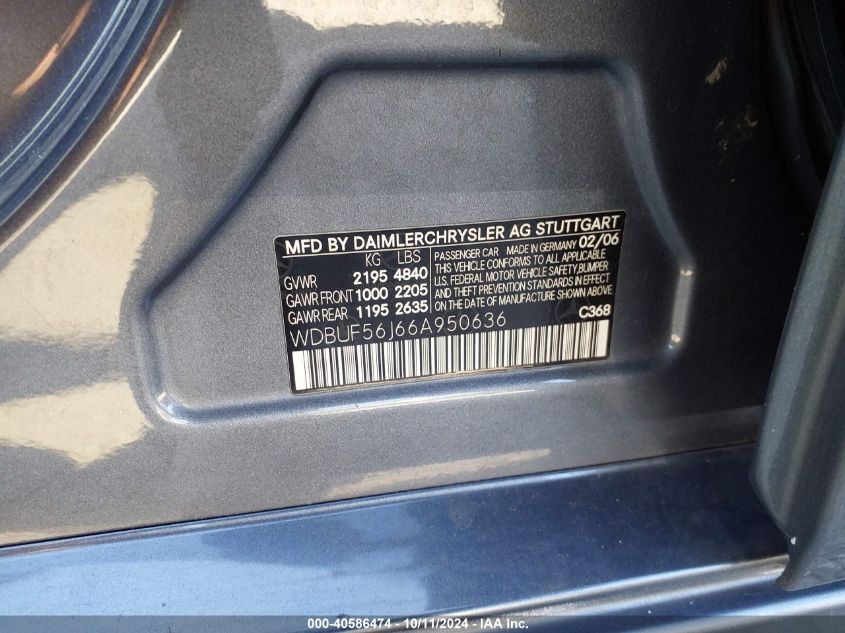 MFD BY DAIMLERCHRYSLER AG STUTTGART
KG LBS
GVWR 2195 4840
GAWR FRONT 1000 2205
GAWR REAR 1195 2635
PASSENGER CAR MADE IN GERMANY 02/06
THIS VEHICLE CONFORMS TO ALL APPLICABLE
U.S. FEDERAL MOTOR VEHICLE SAFETY,BUMPER
AND THEFT PREVENTION STANDARDS IN EFFECT
ON THE DATE OF MANUFACTURE SHOWN ABOVE.
WDBUF56J66A950636
C368
000-40586474 - 10/11/2024 - IAA Inc.